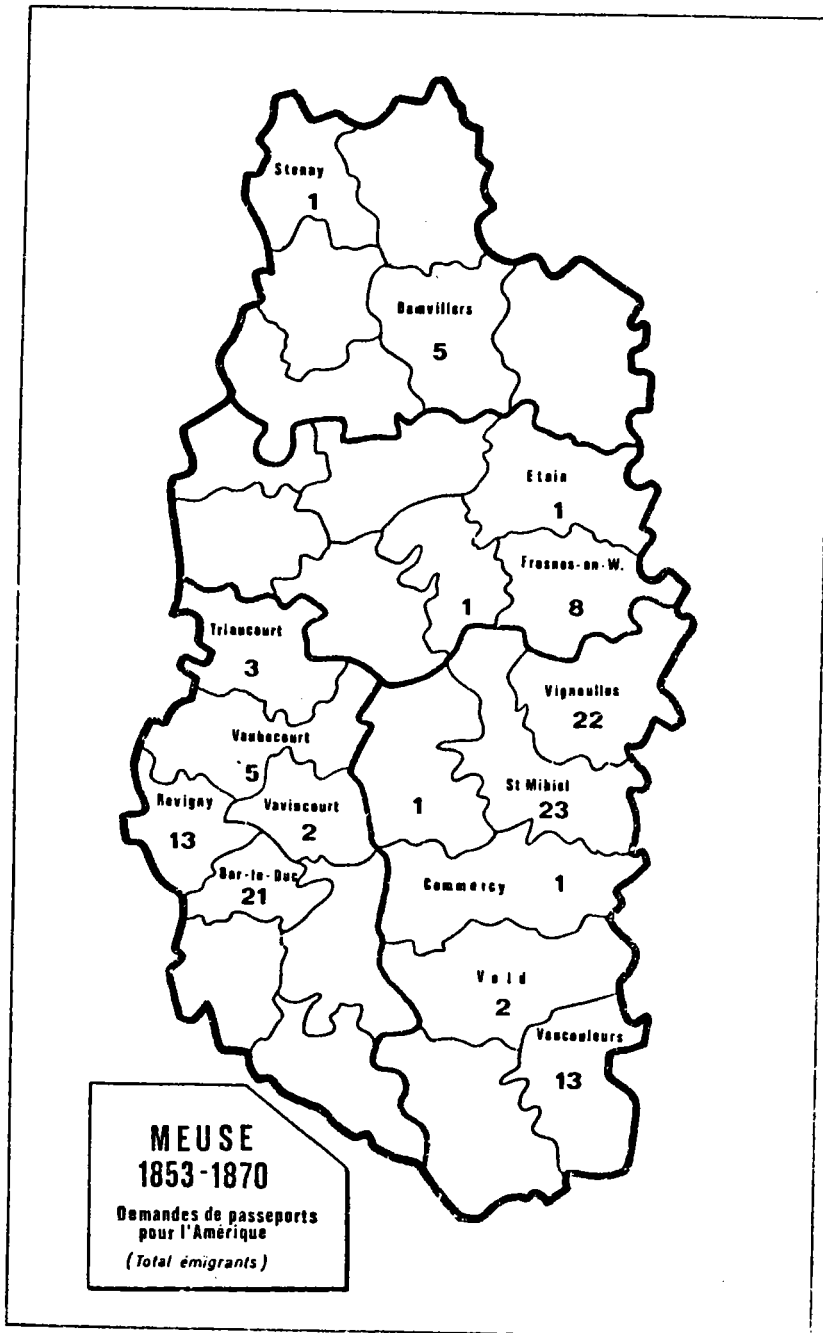 Stenay
1
Damvillers
5
Etain
1
Fresnes-en-W.
8
1
Triaucourt
3
Vigneulles
22
Vaubecourt
5
St Mihiel
23
1
Revigny
13
Vavincourt
2
Bar-le-Duc
21
Commercy 1
Void
2
Vaucouleurs
13
MEUSE
1853-1870
Demandes de passeports
pour l'Amérique
(Total émigrants)